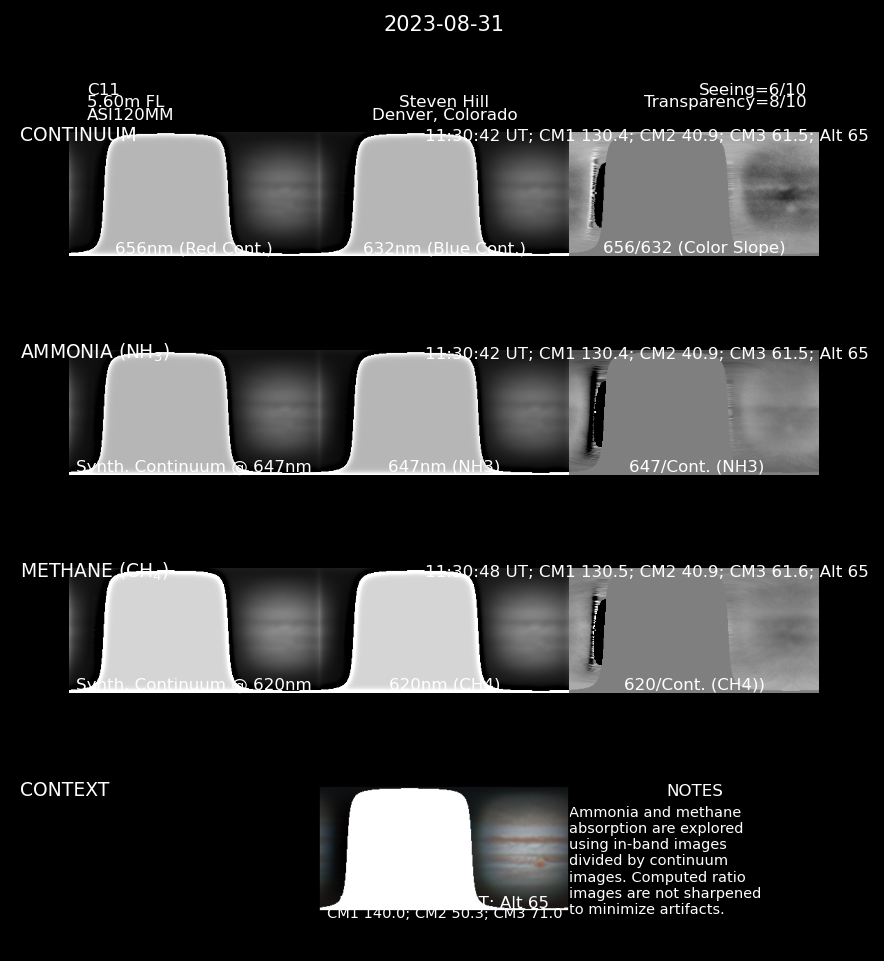 2023-08-31
C11
5.60m FL
ASI120MM
Steven Hill
Denver, Colorado
Seeing=6/10
Transparency=8/10
CONTINUUM
11:30:42 UT; CM1 130.4; CM2 40.9; CM3 61.5; Alt 65
656nm (Red Cont.)
632nm (Blue Cont.)
656/632 (Color Slope)
AMMONIA (NH₃)
11:30:42 UT; CM1 130.4; CM2 40.9; CM3 61.5; Alt 65
Synth. Continuum @ 647nm
647nm (NH3)
647/Cont. (NH3)
METHANE (CH₄)
11:30:48 UT; CM1 130.5; CM2 40.9; CM3 61.6; Alt 65
Synth. Continuum @ 620nm
620nm (CH4)
620/Cont. (CH4))
CONTEXT
Alt 65
CM1 140.0; CM2 50.3; CM3 71.0
NOTES
Ammonia and methane
absorption are explored
using in-band images
divided by continuum
images. Computed ratio
images are not sharpened
to minimize artifacts.